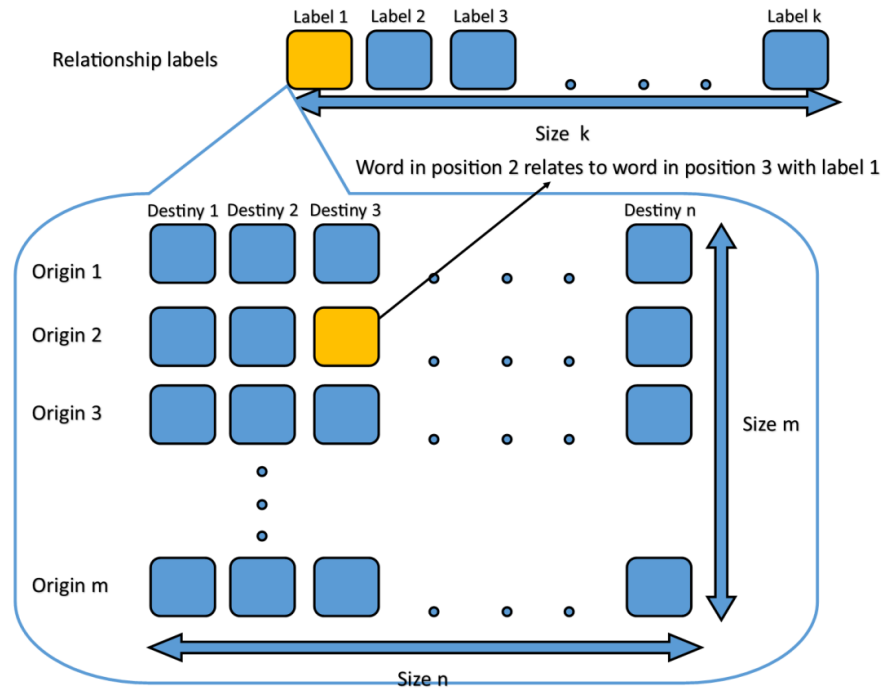 Label 1 Label 2 Label 3 Label k
Relationship labels
Size k
Word in position 2 relates to word in position 3 with label 1
Destiny 1 Destiny 2 Destiny 3 Destiny n
Origin 1
Origin 2
Origin 3
Size m
Origin m
Size n